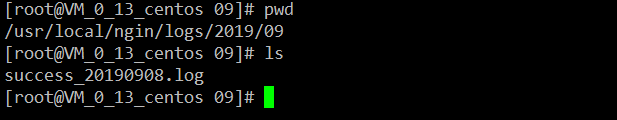 [root@VM_0_13_centos 09]# pwd
/usr/local/ngin/logs/2019/09
[root@VM_0_13_centos 09]# ls
success_20190908.log
[root@VM_0_13_centos 09]#